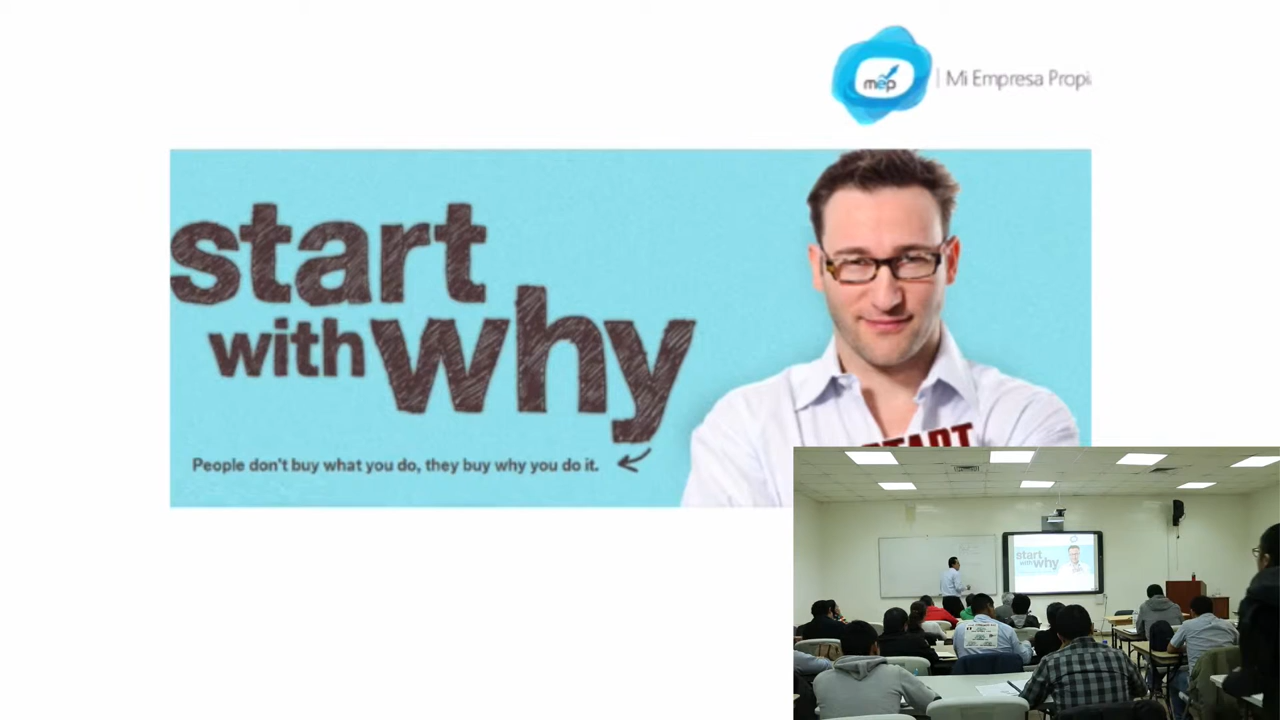 mep
Mi Empresa Propi
start
with why
People don't buy what you do, they buy why you do it.
START
start
with why